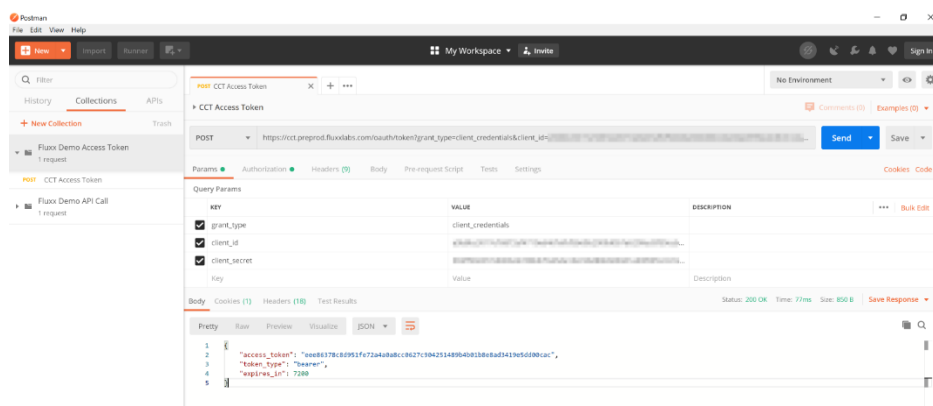 Postman
File Edit View Help
New Import Runner My Workspace Invite Sign In
Filter
History Collections APIs
+ New Collection Trash
Fluxx Demo Access Token
1 request
POST CCT Access Token
Fluxx Demo API Call
1 request
POST CCT Access Token X + ••• No Environment
CCT Access Token Comments (0) Examples (0)
POST https://cct.preprod.fluxxlabs.com/oauth/token?grant_type=client_credentials&client_id= ... Send Save
Params Authorization Headers (9) Body Pre-request Script Tests Settings Cookies Code
Query Params
KEY VALUE DESCRIPTION ••• Bulk Edit
grant_type client_credentials
client_id
client_secret
Key Value Description
Body Cookies (1) Headers (18) Test Results Status: 200 OK Time: 77ms Size: 850 B Save Response
Pretty Raw Preview Visualize JSON
1 {
2 "access_token":
3 "token_type": "bearer",
4 "expires_in": 7200
5 }